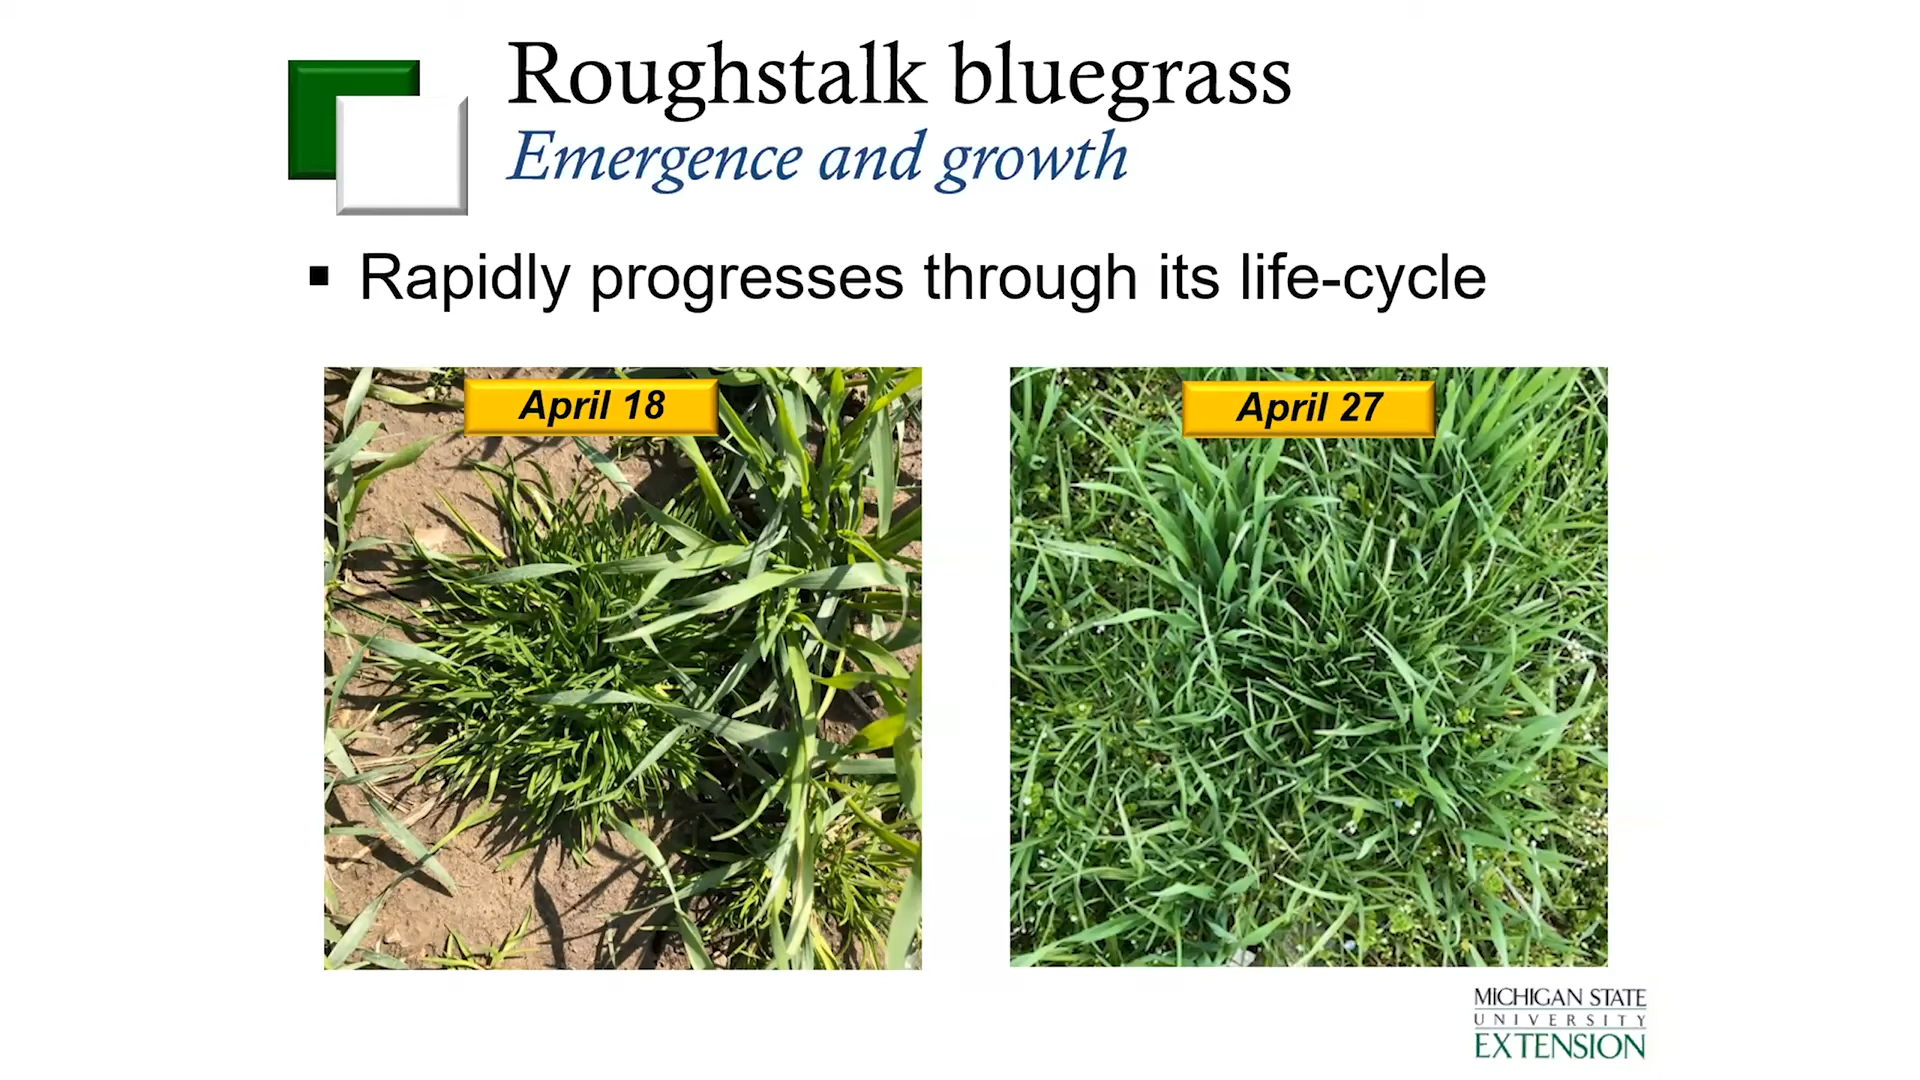 Roughstalk bluegrass
Emergence and growth
▪ Rapidly progresses through its life-cycle
April 18
April 27
MICHIGAN STATE
UNIVERSITY
EXTENSION